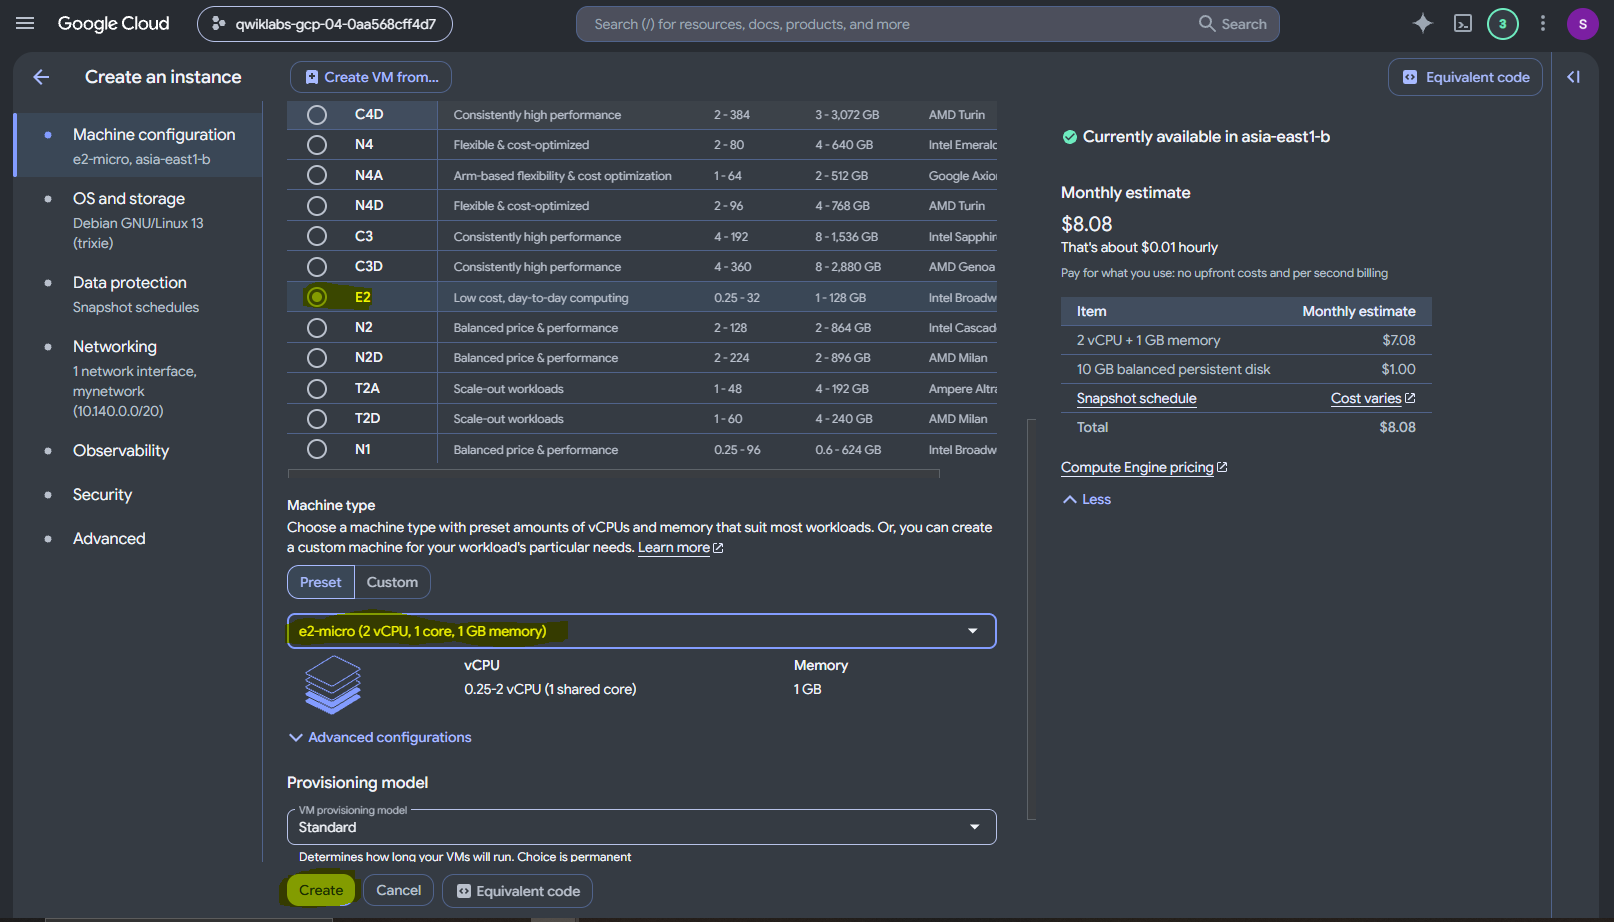 Google Cloud
qwiklabs-gcp-04-0aa568cff4d7
Search (/) for resources, docs, products, and more
Search
3
S
Create an instance
Create VM from...
Equivalent code
Machine configuration
e2-micro, asia-east1-b
OS and storage
Debian GNU/Linux 13
(trixie)
Data protection
Snapshot schedules
Networking
1 network interface,
mynetwork
(10.140.0.0/20)
Observability
Security
Advanced
C4D Consistently high performance 2 - 384 3 - 3,072 GB AMD Turin
N4 Flexible & cost-optimized 2 - 80 4 - 640 GB Intel Emerald
N4A Arm-based flexibility & cost optimization 1 - 64 2 - 512 GB Google Axio
N4D Flexible & cost-optimized 2 - 96 4 - 768 GB AMD Turin
C3 Consistently high performance 4 - 192 8 - 1,536 GB Intel Sapphir
C3D Consistently high performance 4 - 360 8 - 2,880 GB AMD Genoa
E2 Low cost, day-to-day computing 0.25 - 32 1 - 128 GB Intel Broadw
N2 Balanced price & performance 2 - 128 2 - 864 GB Intel Cascad
N2D Balanced price & performance 2 - 224 2 - 896 GB AMD Milan
T2A Scale-out workloads 1 - 48 4 - 192 GB Ampere Altra
T2D Scale-out workloads 1 - 60 4 - 240 GB AMD Milan
N1 Balanced price & performance 0.25 - 96 0.6 - 624 GB Intel Broadw
Machine type
Choose a machine type with preset amounts of vCPUs and memory that suit most workloads. Or, you can create
a custom machine for your workload's particular needs. Learn more
Preset Custom
e2-micro (2 vCPU, 1 core, 1 GB memory)
vCPU Memory
0.25-2 vCPU (1 shared core) 1 GB
Advanced configurations
Provisioning model
VM provisioning model
Standard
Determines how long your VMs will run. Choice is permanent
Create Cancel Equivalent code
Currently available in asia-east1-b
Monthly estimate
$8.08
That's about $0.01 hourly
Pay for what you use: no upfront costs and per second billing
Item Monthly estimate
2 vCPU + 1 GB memory $7.08
10 GB balanced persistent disk $1.00
Snapshot schedule Cost varies
Total $8.08
Compute Engine pricing
Less